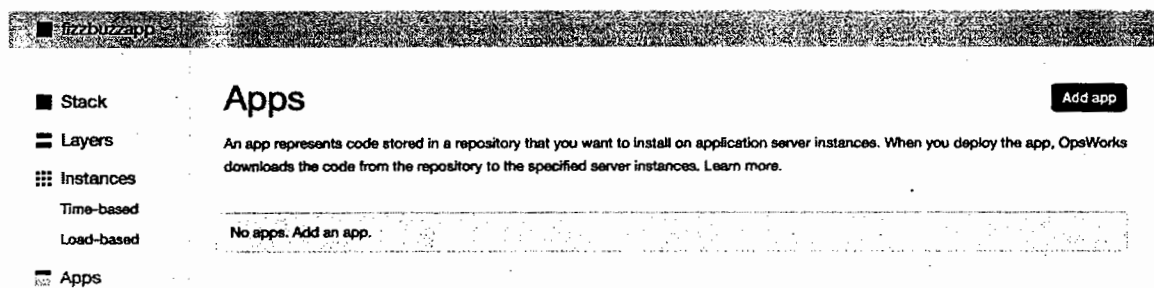 fizzbuzzapp
Stack
Layers
Instances
Time-based
Load-based
Apps
Apps
Add app
An app represents code stored in a repository that you want to install on application server instances. When you deploy the app, OpsWorks
downloads the code from the repository to the specified server instances. Learn more.
No apps. Add an app.